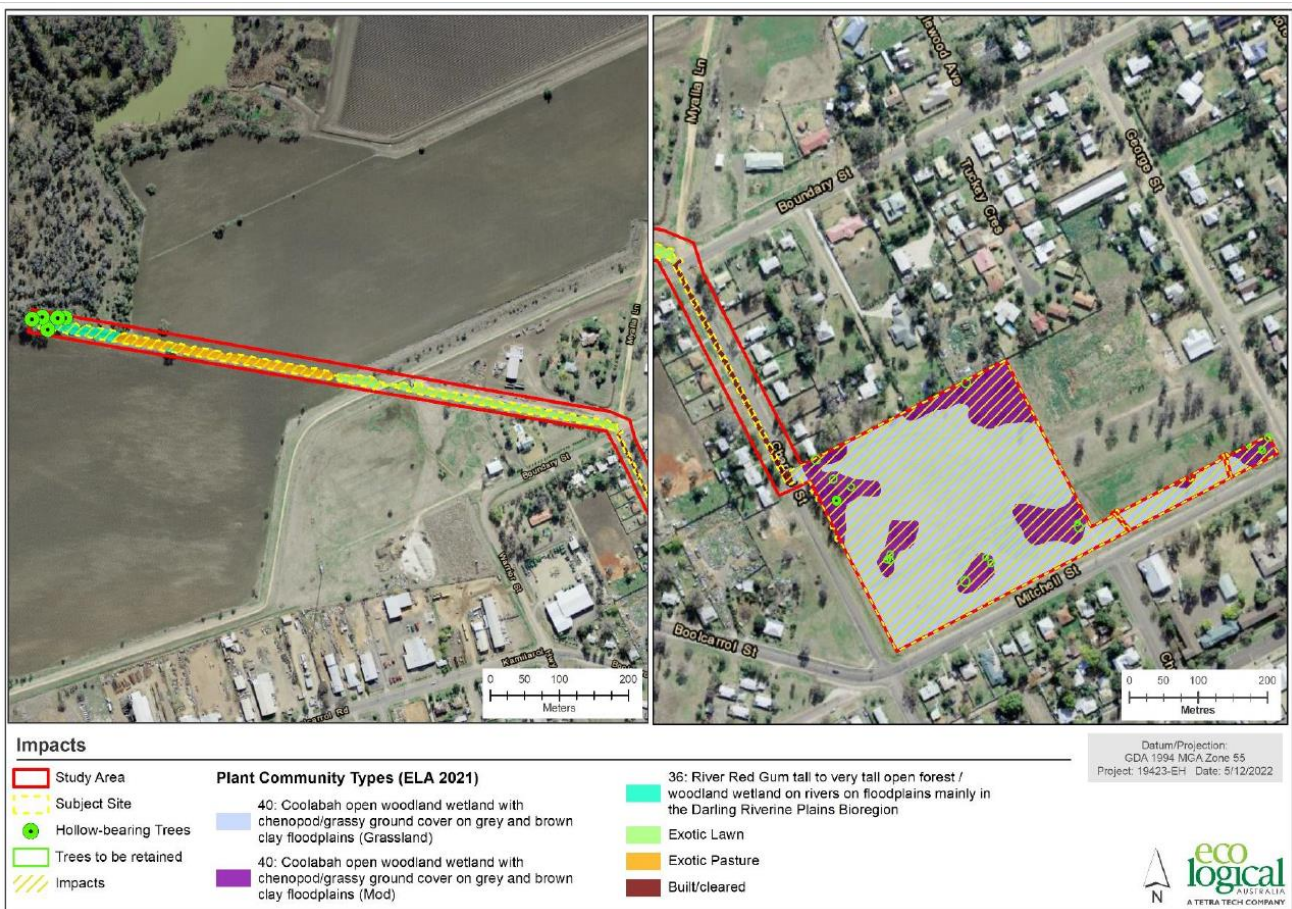 Myalla Ln
Myalla Ln
Boundary St
Warrior St
Kamilaroi Hwy
0 50 100 200
Meters
Boundary St
Tuckey Cres
George St
Mitchell St
Boolcarrol St
0 50 100 200
Metres
Impacts
Study Area
Subject Site
Hollow-bearing Trees
Trees to be retained
Impacts
Plant Community Types (ELA 2021)
40: Coolabah open woodland wetland with
chenopod/grassy ground cover on grey and brown
clay floodplains (Grassland)
40: Coolabah open woodland wetland with
chenopod/grassy ground cover on grey and brown
clay floodplains (Mod)
36: River Red Gum tall to very tall open forest /
woodland wetland on rivers on floodplains mainly in
the Darling Riverine Plains Bioregion
Exotic Lawn
Exotic Pasture
Built/cleared
Datum/Projection:
GDA 1994 MGA Zone 55
Project: 19423-EH Date: 5/12/2022
N
eco
logical
AUSTRALIA
A TETRA TECH COMPANY